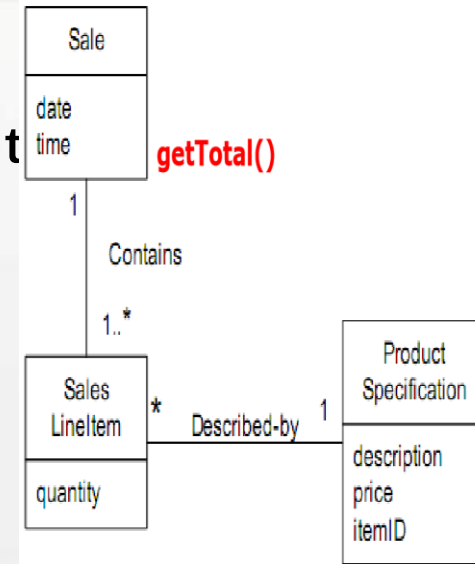 Sale
date
time
t
getTotal()
1
Contains
1..*
Sales
LineItem
quantity
*
Described-by
1
Product
Specification
description
price
itemID